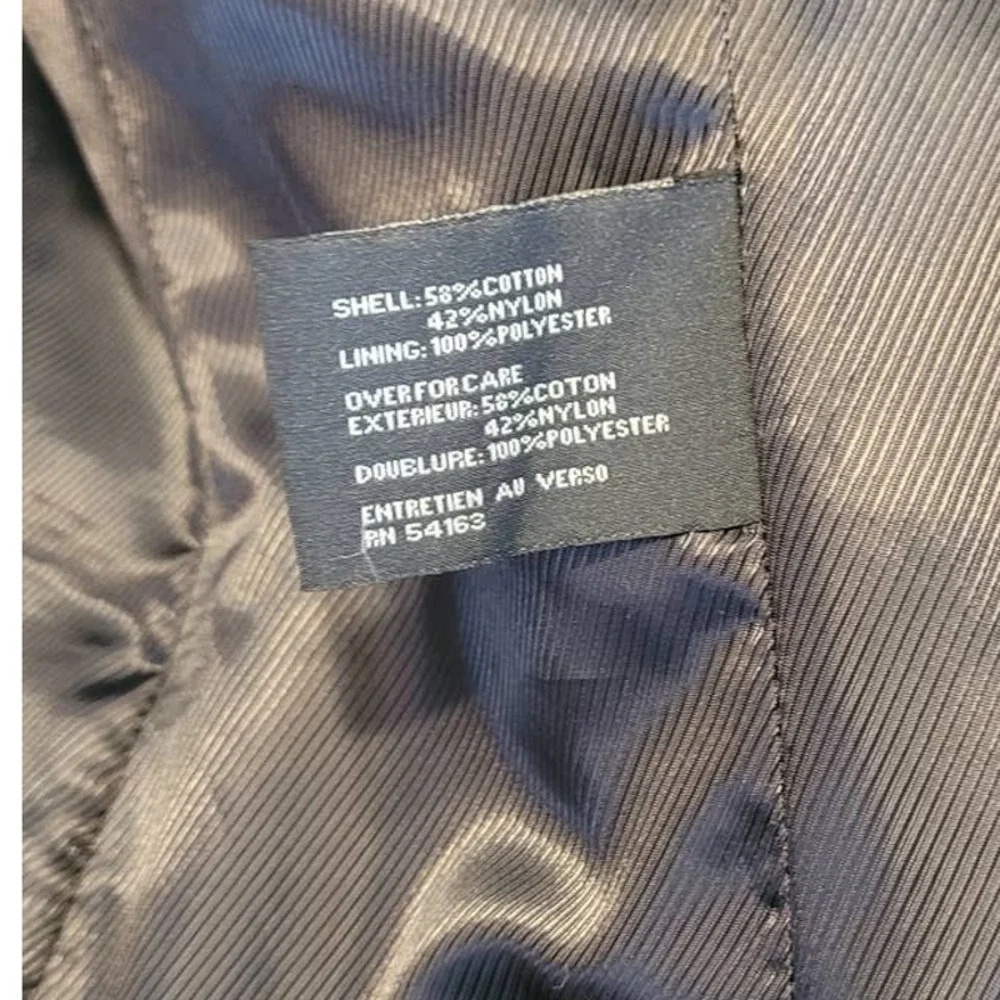 SHELL: 58%COTTON
42%NYLON
LINING: 100%POLYESTER
OVER FOR CARE
EXTERIEUR: 58%COTON
42%NYLON
DOUBLURE: 100%POLYESTER
ENTRETIEN AU VERSO
RN 54163